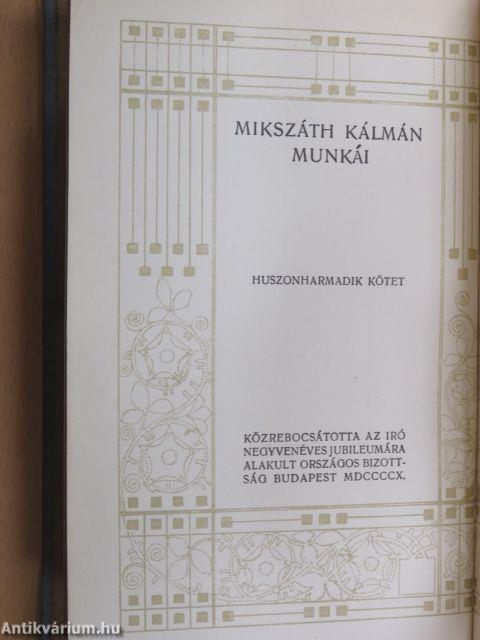 MIKSZÁTH KÁLMÁN
MUNKÁI
HUSZONHARMADIK KÖTET
KÖZREBOCSÁTOTTA AZ IRÓ
NEGYVENÉVES JUBILEUMÁRA
ALAKULT ORSZÁGOS BIZOTT-
SÁG BUDAPEST MDCCCCX.
Antikvárium.hu